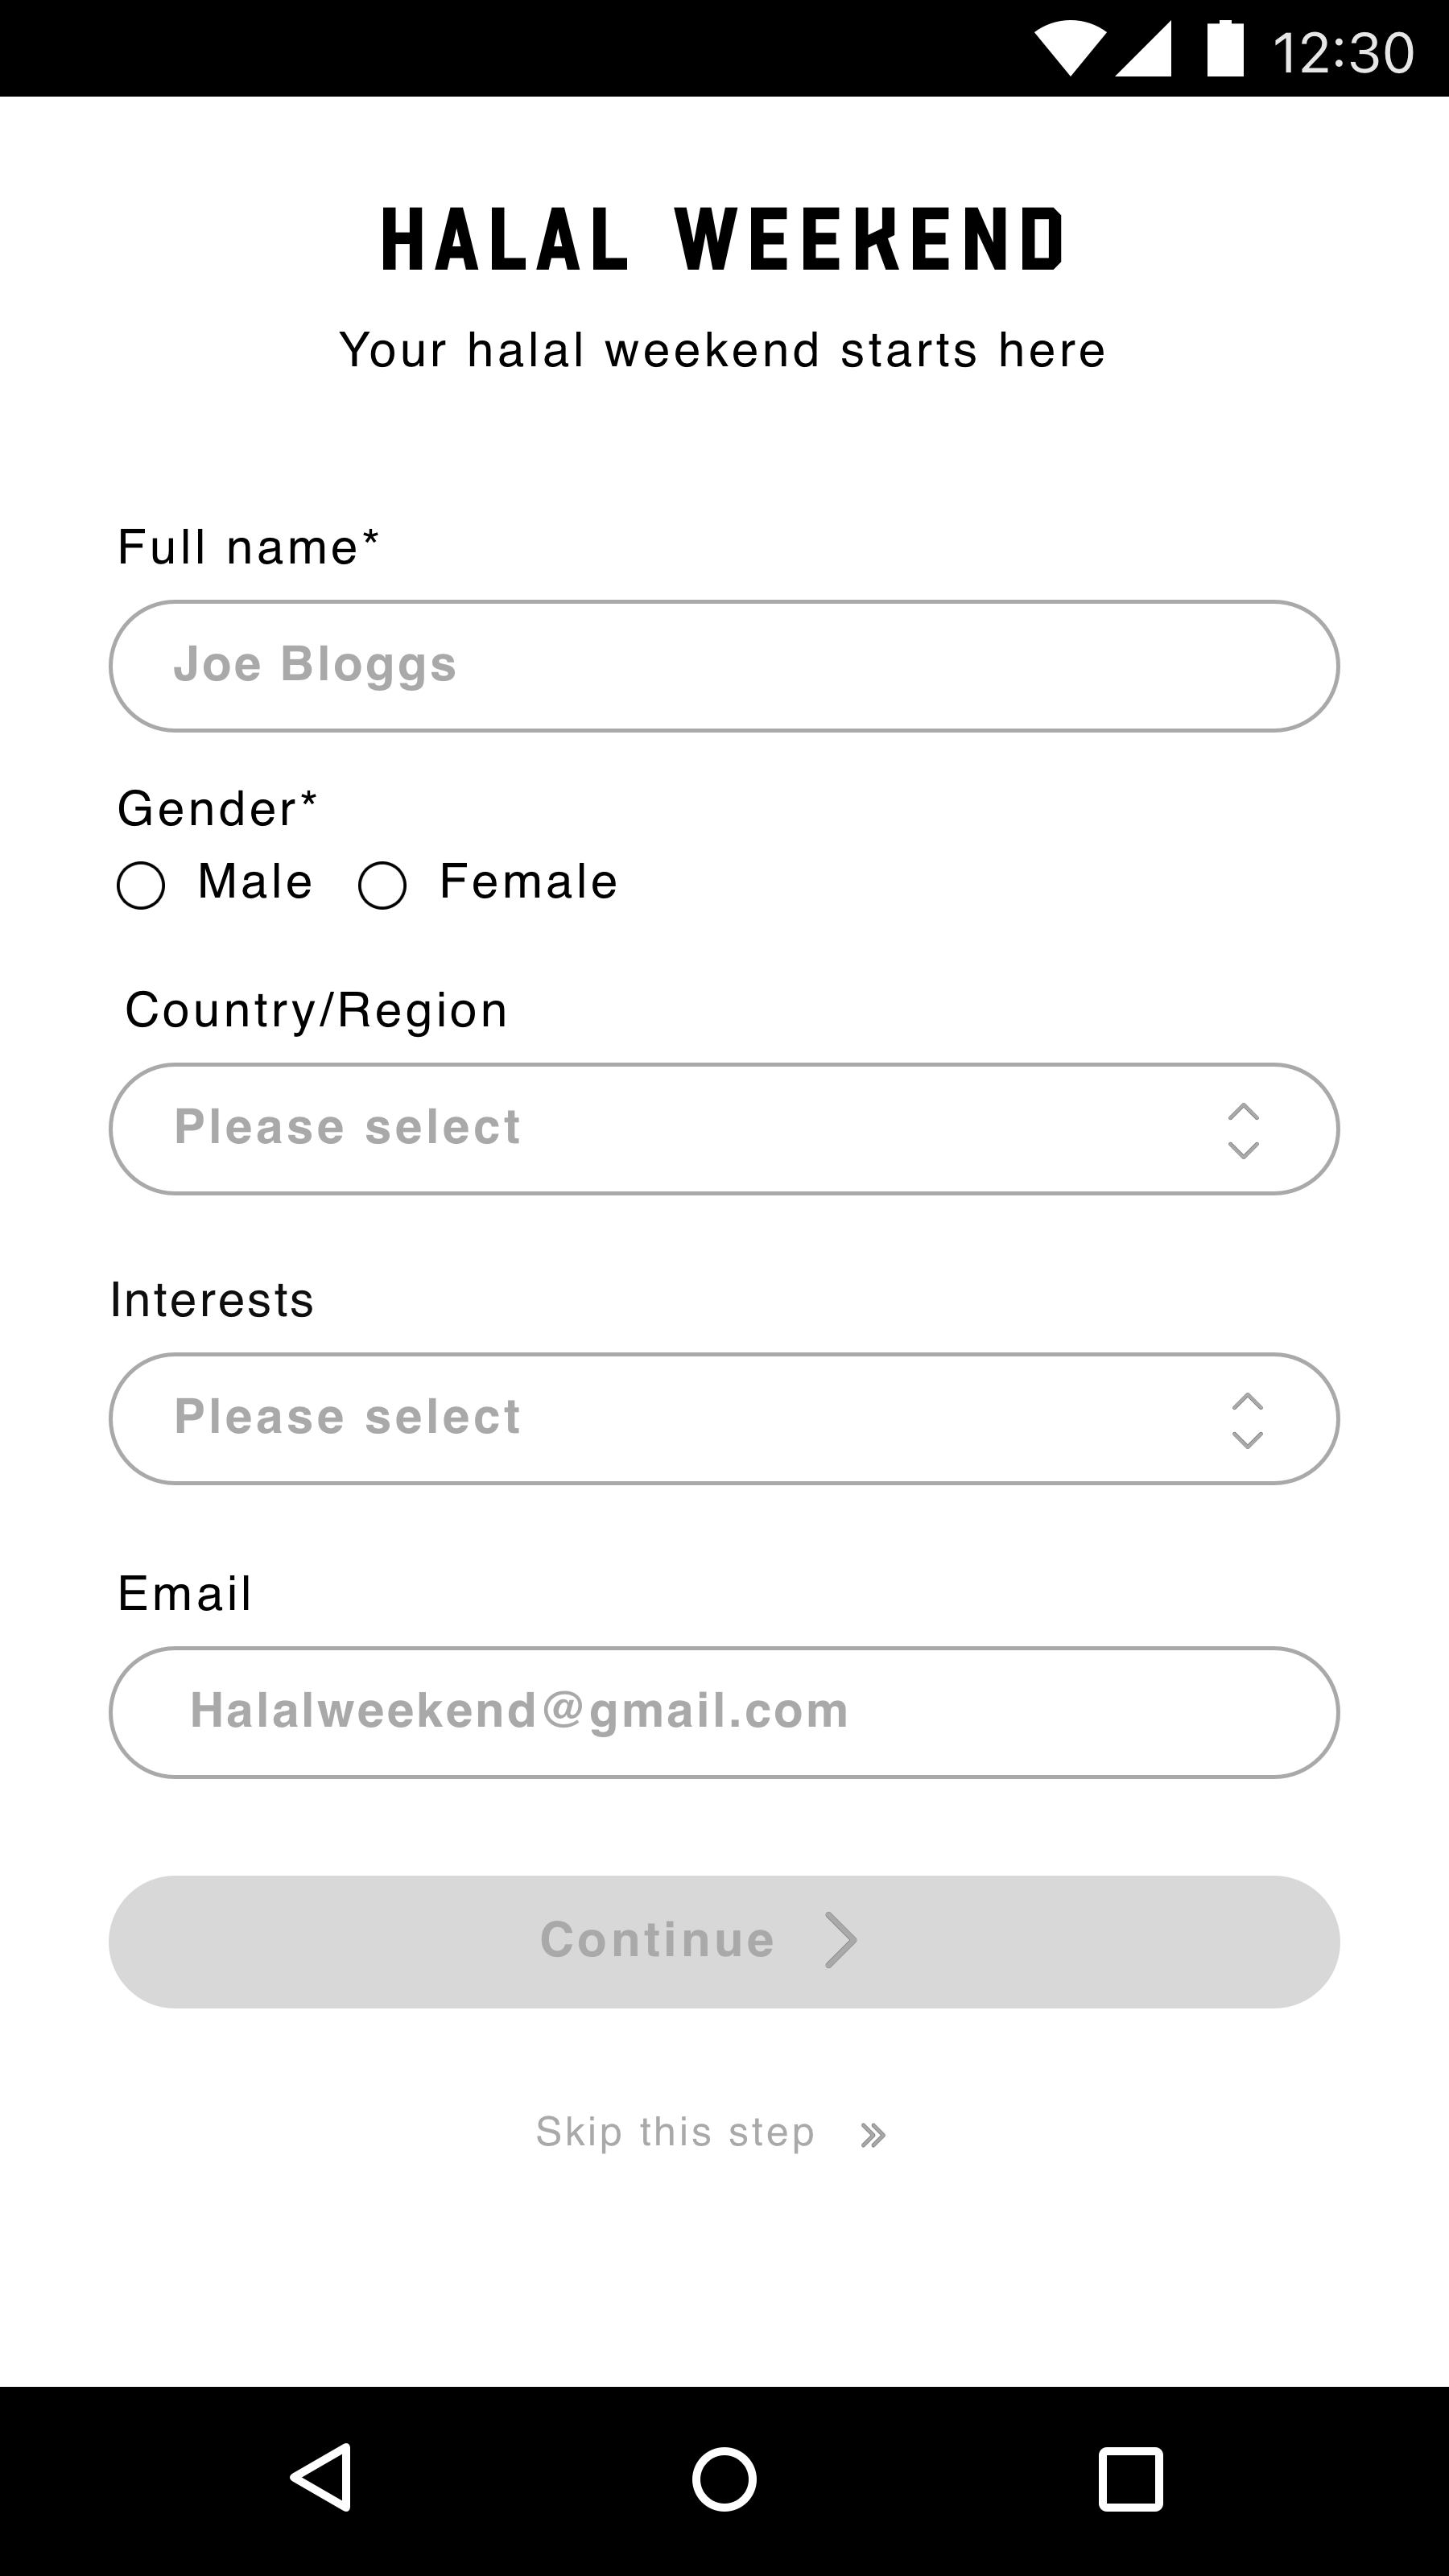 12:30
HALAL WEEKEND
Your halal weekend starts here
Full name*
Joe Bloggs
Gender*
Male Female
Country/Region
Please select
Interests
Please select
Email
Halalweekend@gmail.com
Continue
Skip this step